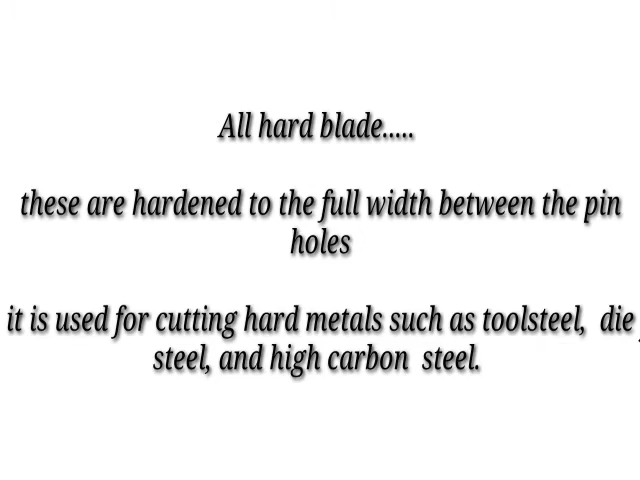 All hard blade.....
these are hardened to the full width between the pin
holes
it is used for cutting hard metals such as toolsteel,  die
steel, and high carbon  steel.